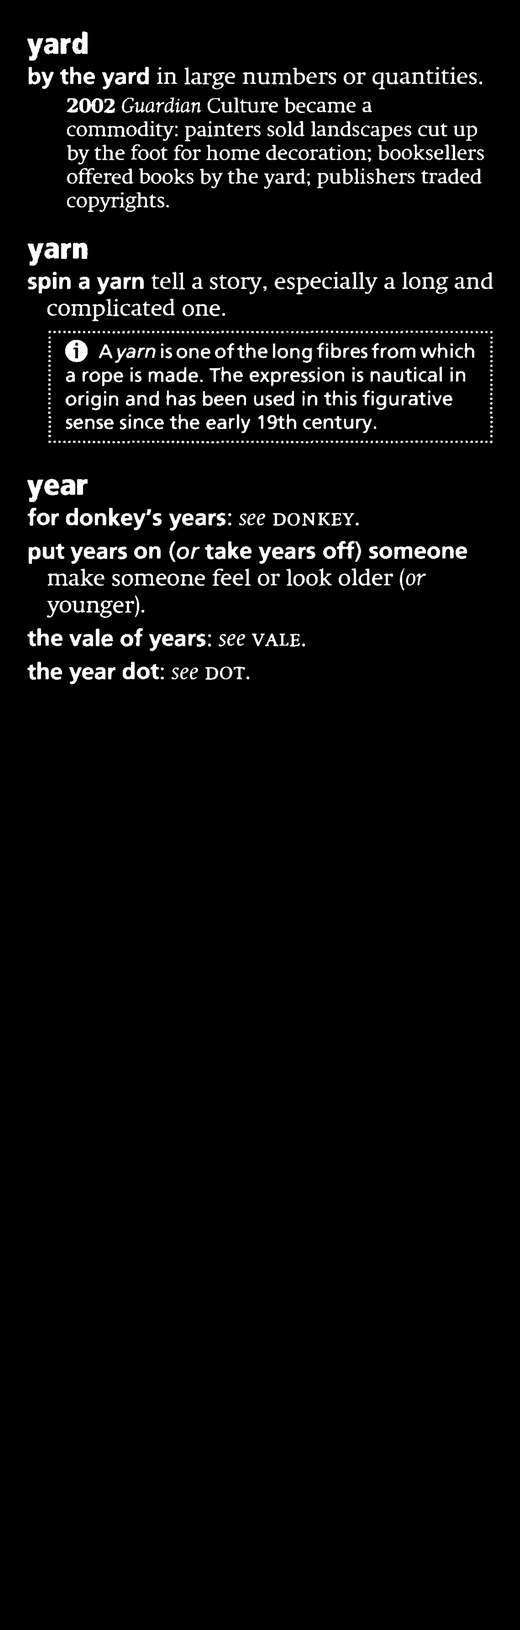 yard
by the yard in large numbers or quantities.
2002 Guardian Culture became a
commodity: painters sold landscapes cut up
by the foot for home decoration; booksellers
offered books by the yard; publishers traded
copyrights.
yarn
spin a yarn tell a story, especially a long and
complicated one.
i A yarn is one of the long fibres from which
a rope is made. The expression is nautical in
origin and has been used in this figurative
sense since the early 19th century.
year
for donkey's years: see DONKEY.
put years on (or take years off) someone
make someone feel or look older (or
younger).
the vale of years: see VALE.
the year dot: see DOT.